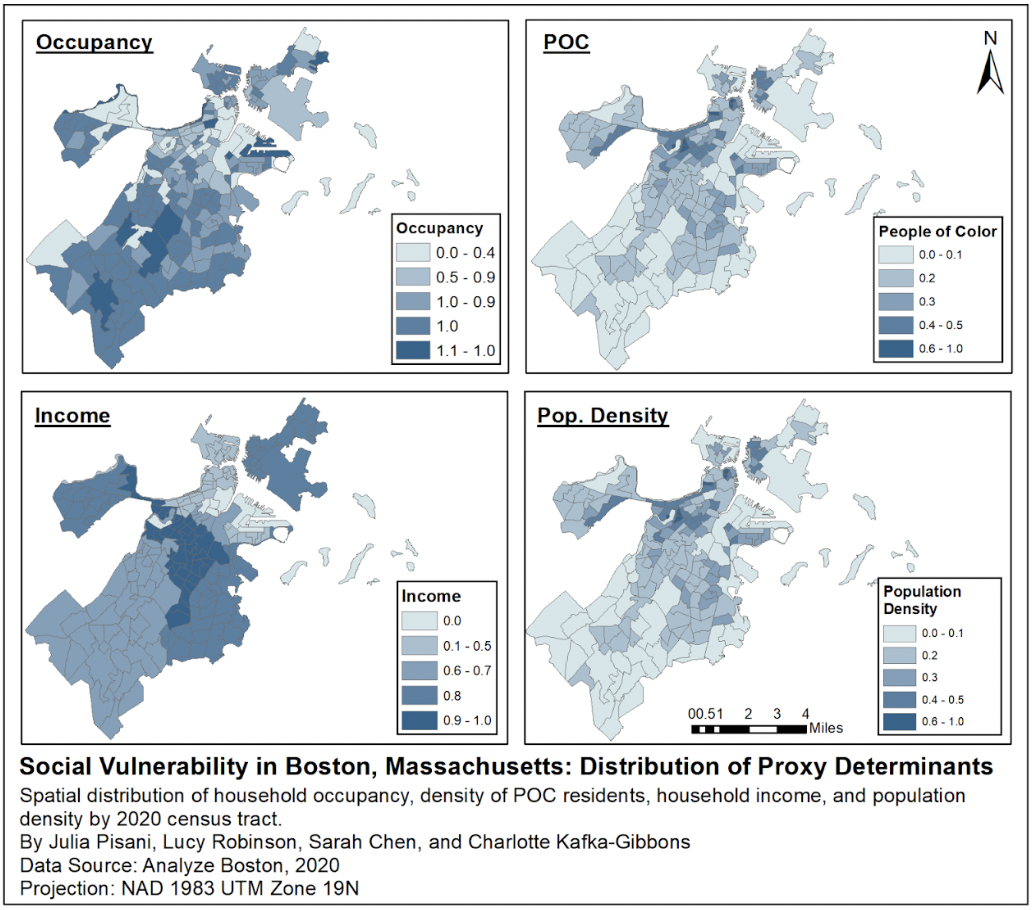 Occupancy
Occupancy
0.0 - 0.4
0.5 - 0.9
1.0 - 0.9
1.0
1.1 - 1.0
POC
N
People of Color
0.0 - 0.1
0.2
0.3
0.4 - 0.5
0.6 - 1.0
Income
Income
0.0
0.1 - 0.5
0.6 - 0.7
0.8
0.9 - 1.0
Pop. Density
Population
Density
0.0 - 0.1
0.2
0.3
0.4 - 0.5
0.6 - 1.0
00.51 2 3 4
Miles
Social Vulnerability in Boston, Massachusetts: Distribution of Proxy Determinants
Spatial distribution of household occupancy, density of POC residents, household income, and population
density by 2020 census tract.
By Julia Pisani, Lucy Robinson, Sarah Chen, and Charlotte Kafka-Gibbons
Data Source: Analyze Boston, 2020
Projection: NAD 1983 UTM Zone 19N